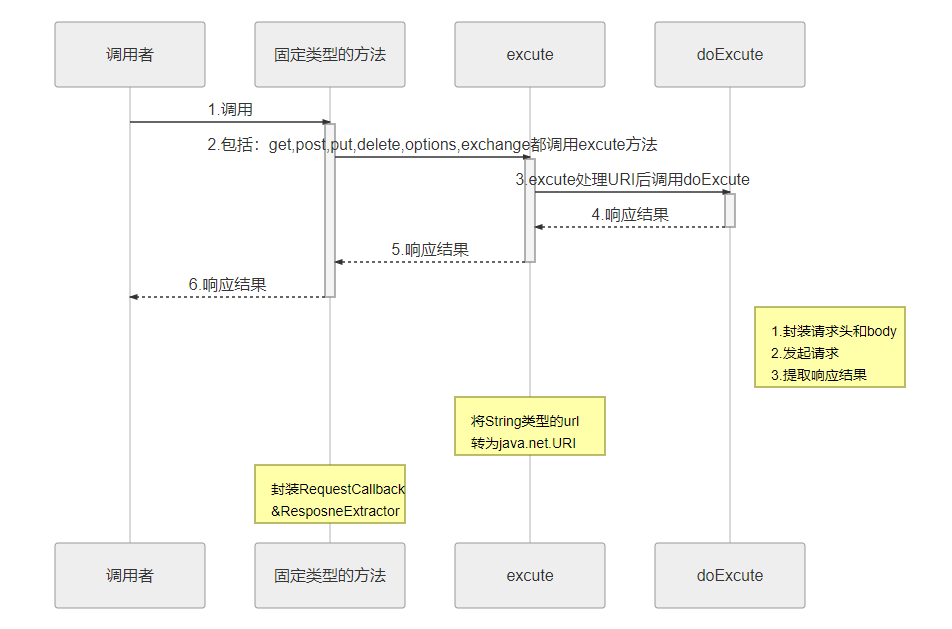 调用者
固定类型的方法
excute
doExcute
1.调用
2.包括：get,post,put,delete,options,exchange都调用excute方法
3.excute处理URI后调用doExcute
4.响应结果
5.响应结果
6.响应结果
1.封装请求头和body
2.发起请求
3.提取响应结果
将String类型的url
转为java.net.URI
封装RequestCallback
&ResposneExtractor
调用者
固定类型的方法
excute
doExcute